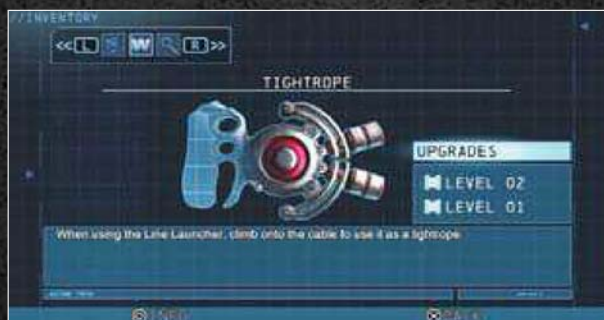 //INVENTORY
<< L W R >>
TIGHTROPE
UPGRADES
LEVEL 02
LEVEL 01
When using the Line Launcher, climb onto the cable to use it as a tightrope.
BACK